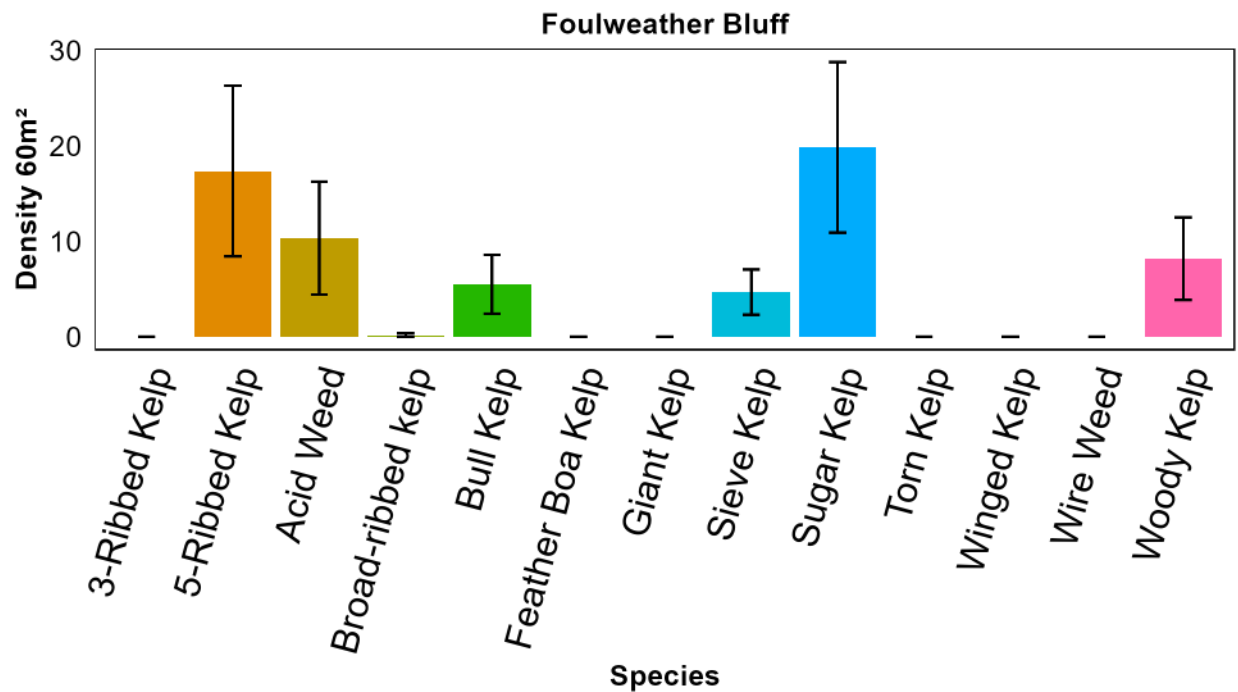 Foulweather Bluff
Density 60m²
30
20
10
0
3-Ribbed Kelp
5-Ribbed Kelp
Acid Weed
Broad-ribbed kelp
Bull Kelp
Feather Boa Kelp
Giant Kelp
Sieve Kelp
Sugar Kelp
Torn Kelp
Winged Kelp
Wire Weed
Woody Kelp
Species